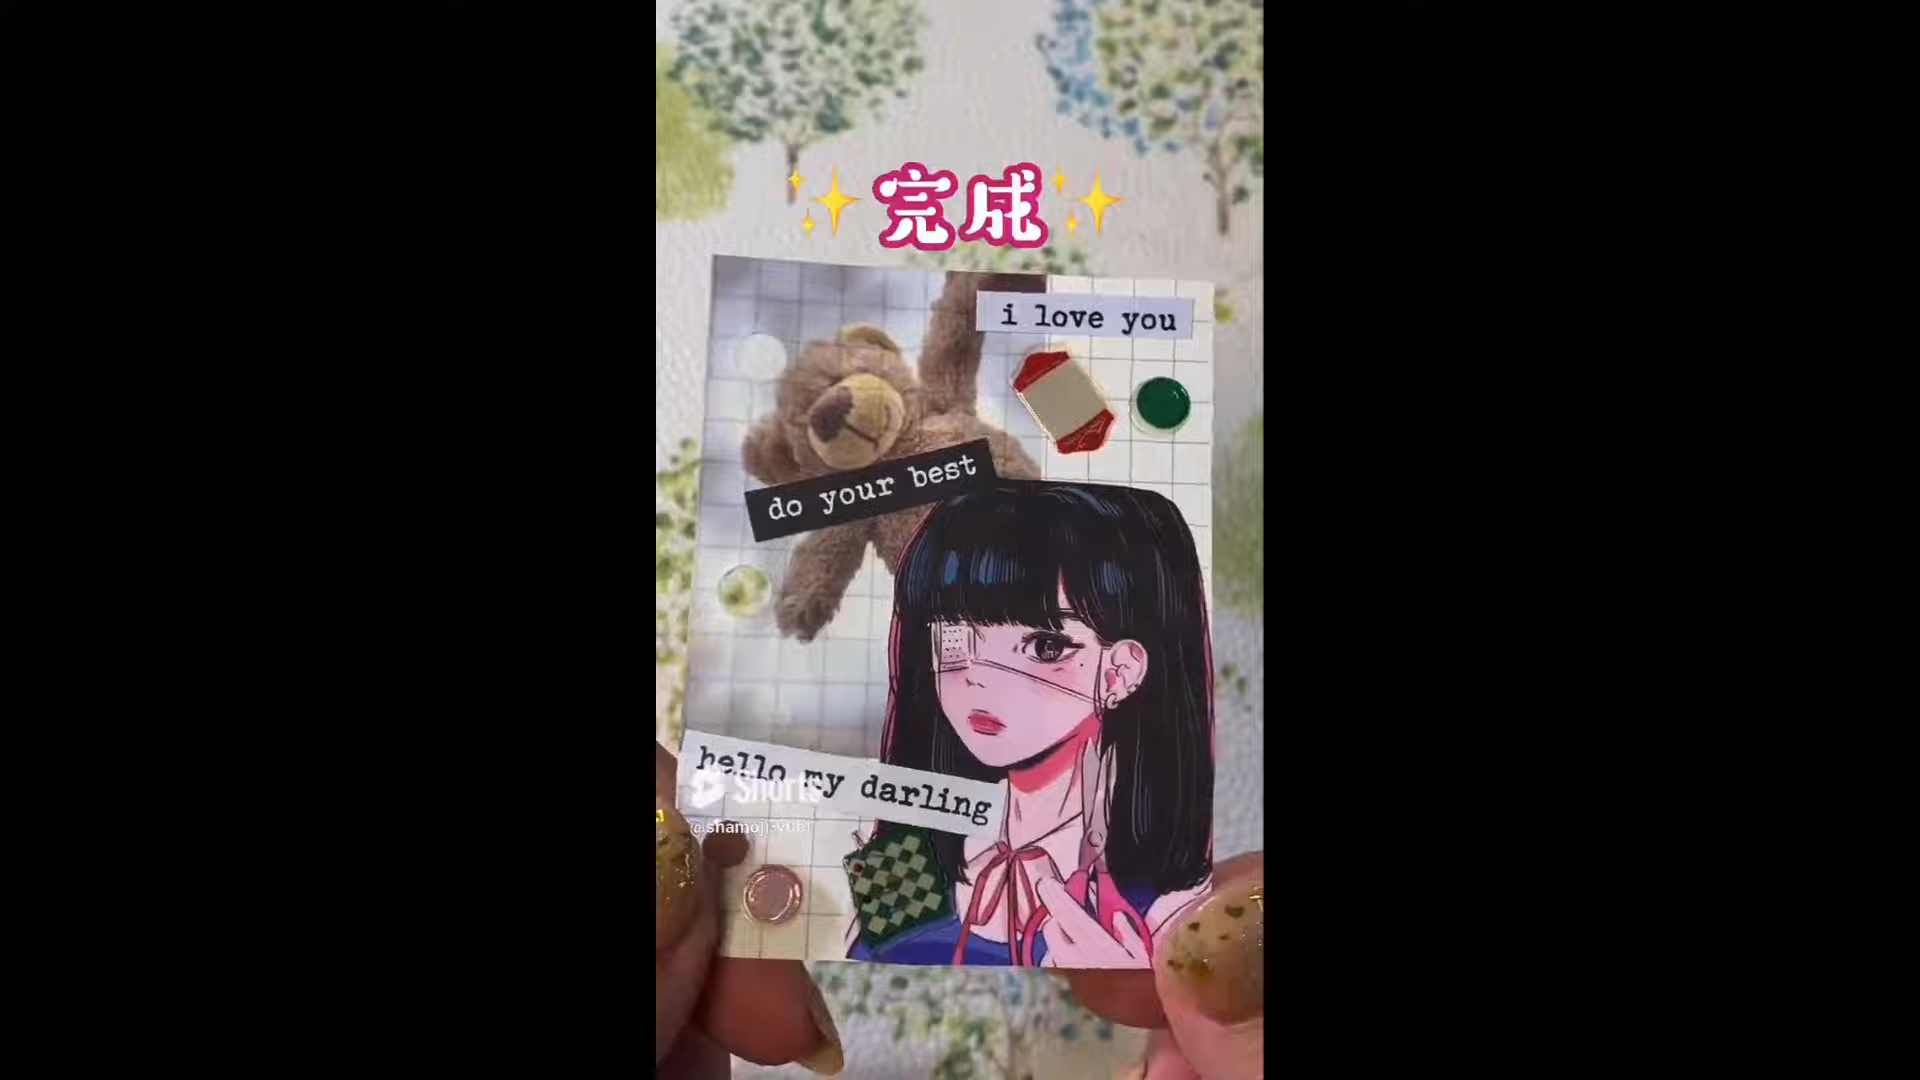 ✨完成✨
i love you
do your best
hello my darling
Shorts